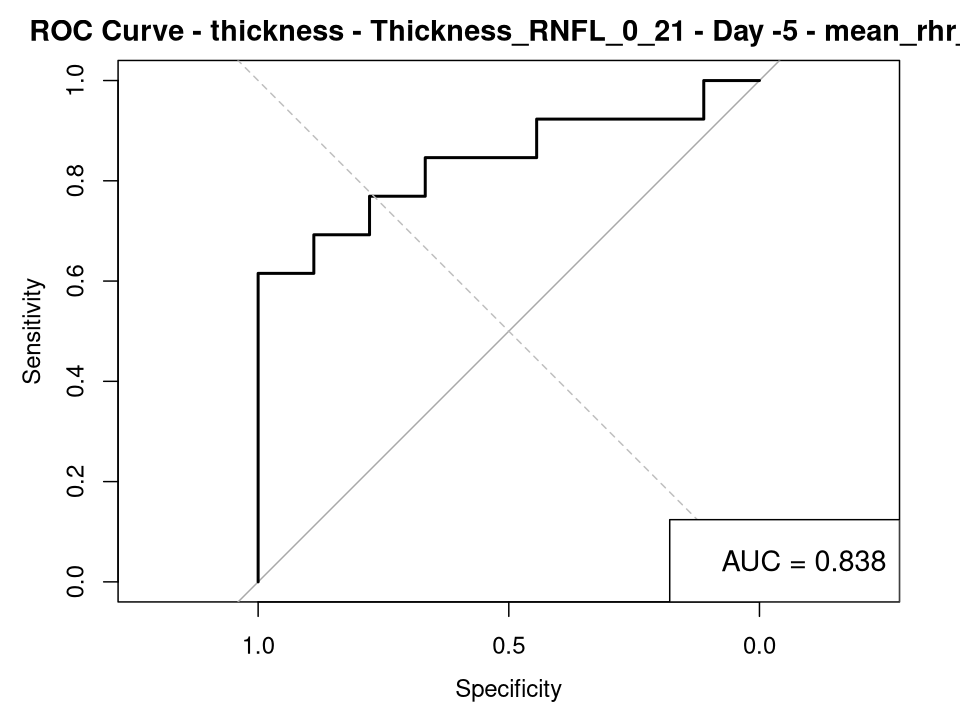 ROC Curve - thickness - Thickness_RNFL_0_21 - Day -5 - mean_rhr_
1.0
0.8
0.6
0.4
0.2
0.0
Sensitivity
AUC = 0.838
1.0 0.5 0.0
Specificity